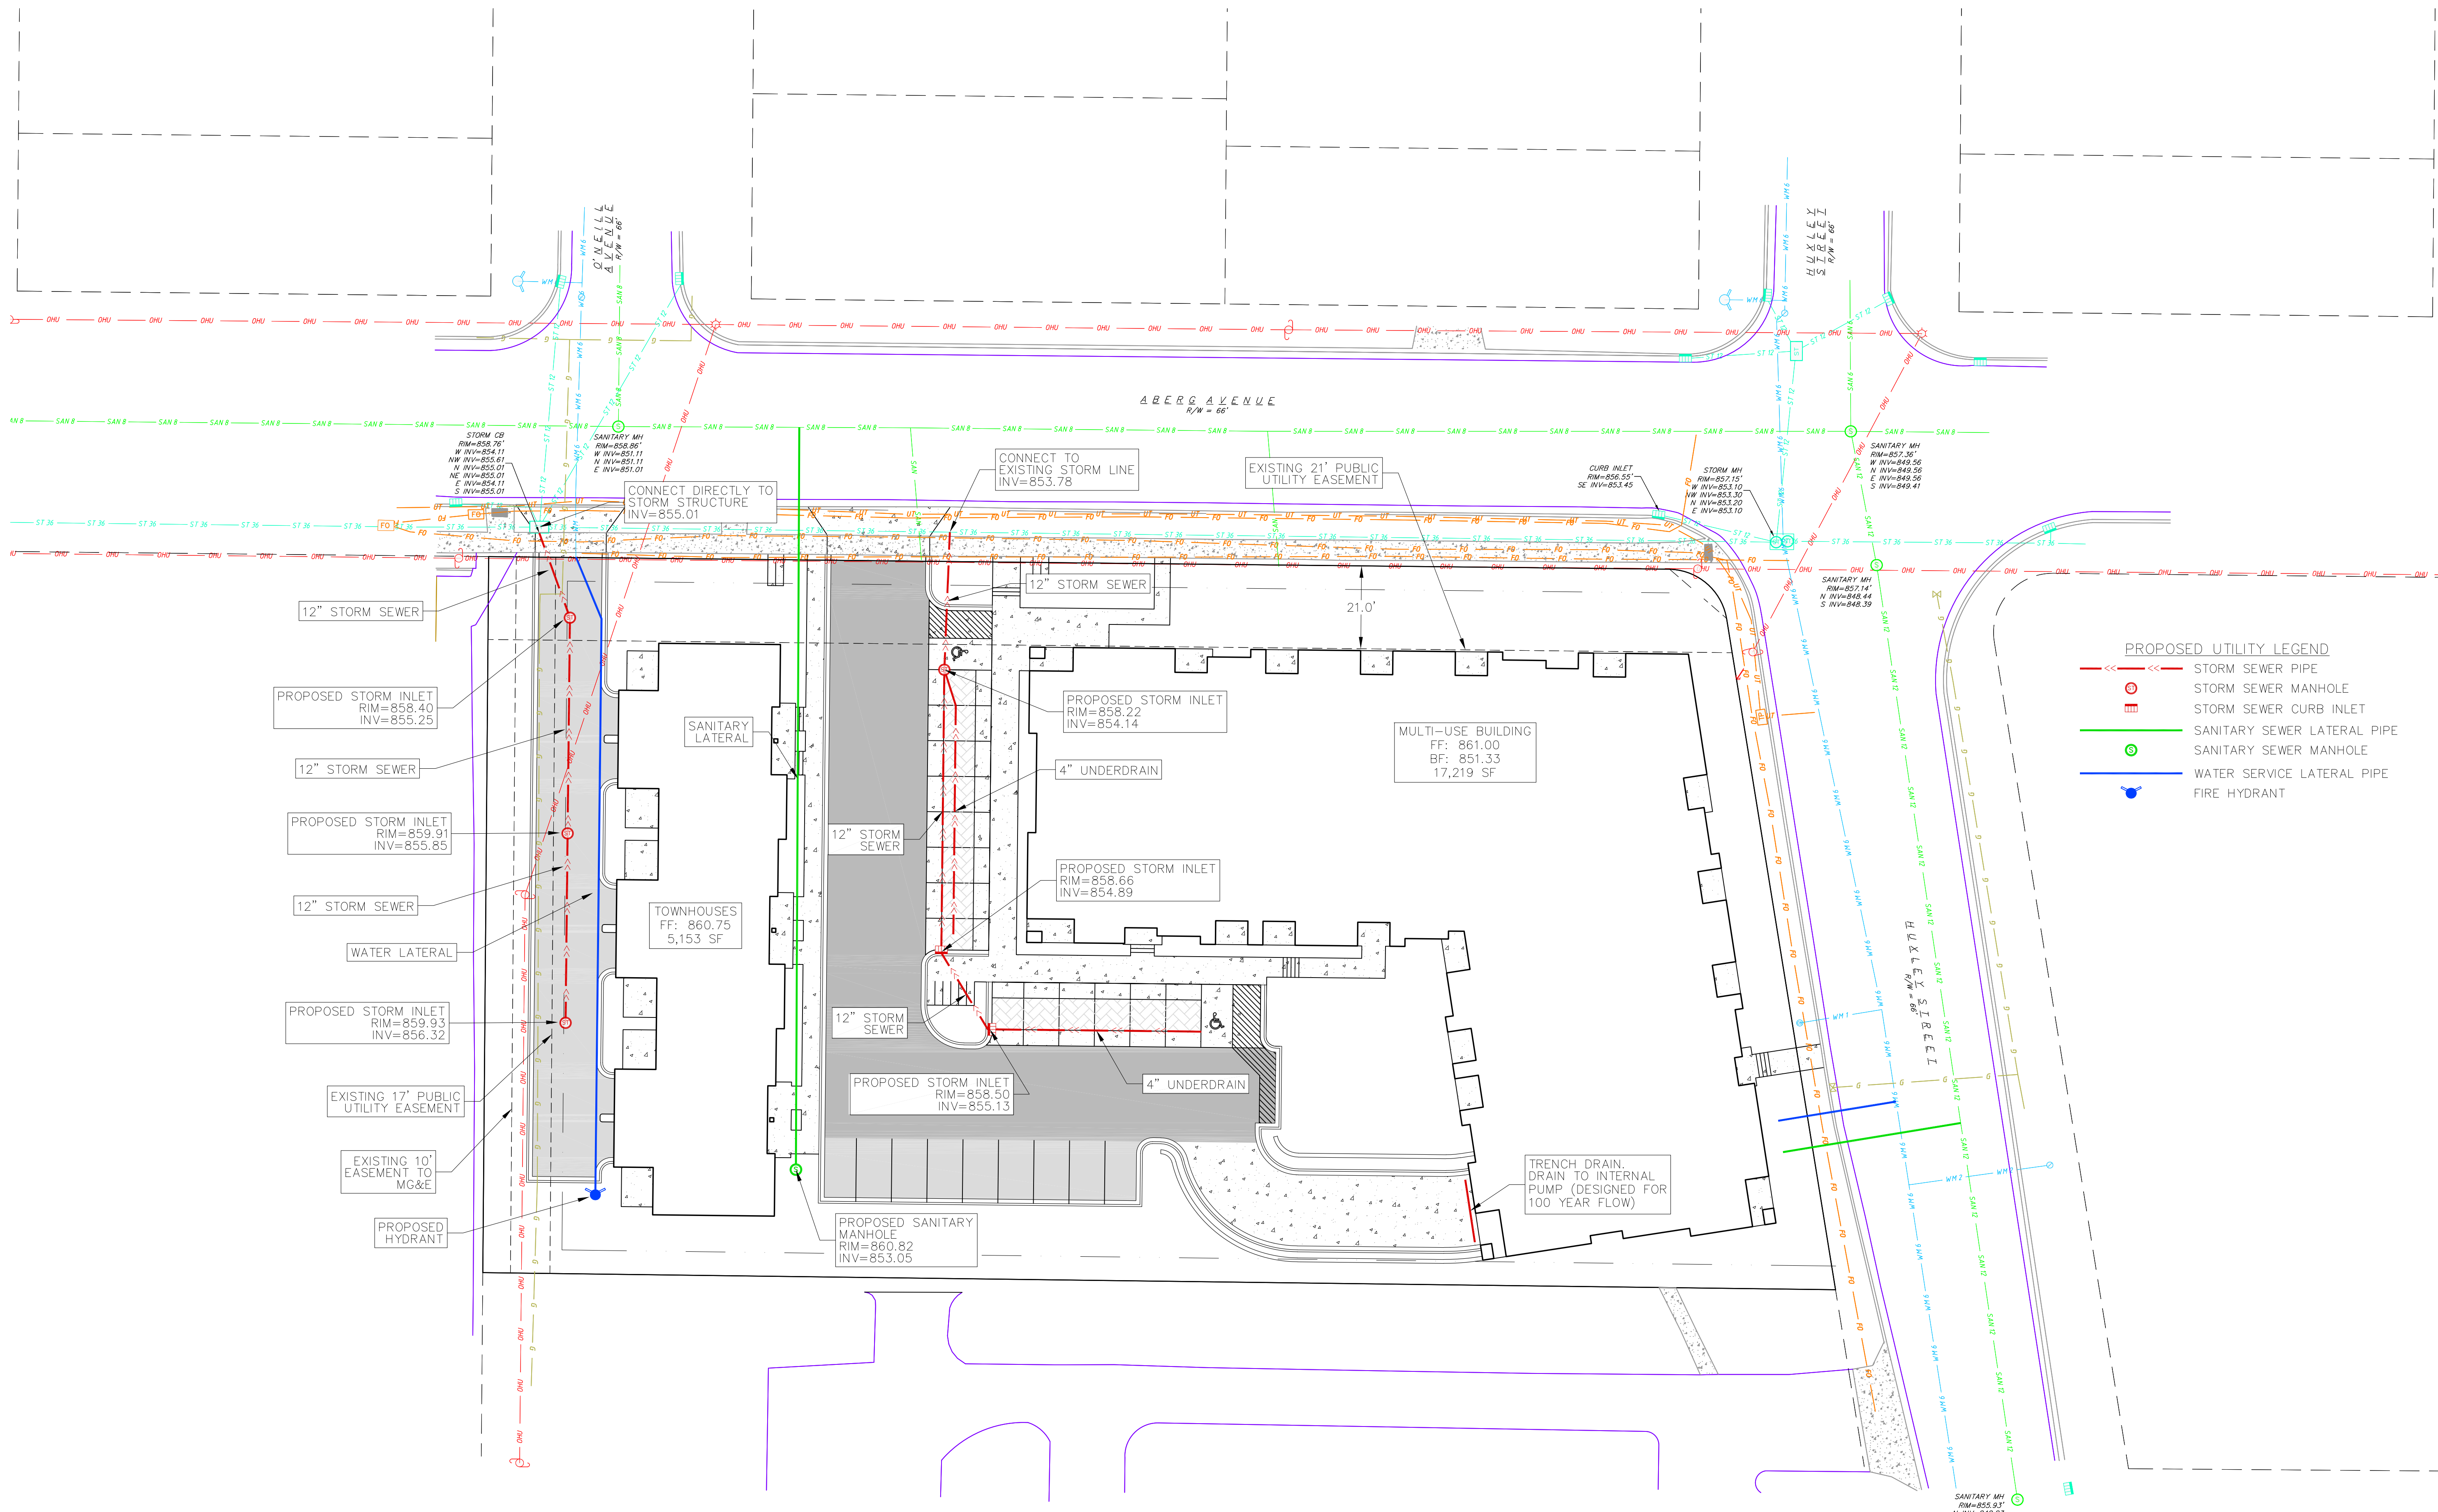 O'NEILL
AVENUE
R/W = 66'
HUXLEY
STREET
R/W = 66'
ABERG AVENUE
R/W = 66'
STORM CB
RIM=858.76'
W INV=854.11
NW INV=855.61
N INV=855.01
NE INV=855.01
E INV=854.11
S INV=855.01
SANITARY MH
RIM=858.86'
W INV=851.11
N INV=851.11
E INV=851.01
CONNECT DIRECTLY TO
STORM STRUCTURE
INV=855.01
CONNECT TO
EXISTING STORM LINE
INV=853.78
EXISTING 21' PUBLIC
UTILITY EASEMENT
CURB INLET
RIM=856.55'
SE INV=853.45
STORM MH
RIM=857.15'
W INV=853.10
NW INV=853.30
N INV=853.20
E INV=853.10
SANITARY MH
RIM=857.36'
W INV=849.56
N INV=849.56
E INV=849.56
S INV=849.41
SANITARY MH
RIM=857.14'
N INV=848.44
S INV=848.39
12" STORM SEWER
12" STORM SEWER
21.0'
PROPOSED STORM INLET
RIM=858.40
INV=855.25
SANITARY
LATERAL
PROPOSED STORM INLET
RIM=858.22
INV=854.14
MULTI-USE BUILDING
FF: 861.00
BF: 851.33
17,219 SF
12" STORM SEWER
4" UNDERDRAIN
PROPOSED STORM INLET
RIM=859.91
INV=855.85
12" STORM
SEWER
PROPOSED STORM INLET
RIM=858.66
INV=854.89
12" STORM SEWER
TOWNHOUSES
FF: 860.75
5,153 SF
WATER LATERAL
PROPOSED STORM INLET
RIM=859.93
INV=856.32
12" STORM
SEWER
HUXLEY STREET
R/W = 66'
EXISTING 17' PUBLIC
UTILITY EASEMENT
PROPOSED STORM INLET
RIM=858.50
INV=855.13
4" UNDERDRAIN
EXISTING 10'
EASEMENT TO
MG&E
TRENCH DRAIN.
DRAIN TO INTERNAL
PUMP (DESIGNED FOR
100 YEAR FLOW)
PROPOSED
HYDRANT
PROPOSED SANITARY
MANHOLE
RIM=860.82
INV=853.05
PROPOSED UTILITY LEGEND
STORM SEWER PIPE
ST STORM SEWER MANHOLE
STORM SEWER CURB INLET
SANITARY SEWER LATERAL PIPE
S SANITARY SEWER MANHOLE
WATER SERVICE LATERAL PIPE
FIRE HYDRANT
SANITARY MH
RIM=855.93'